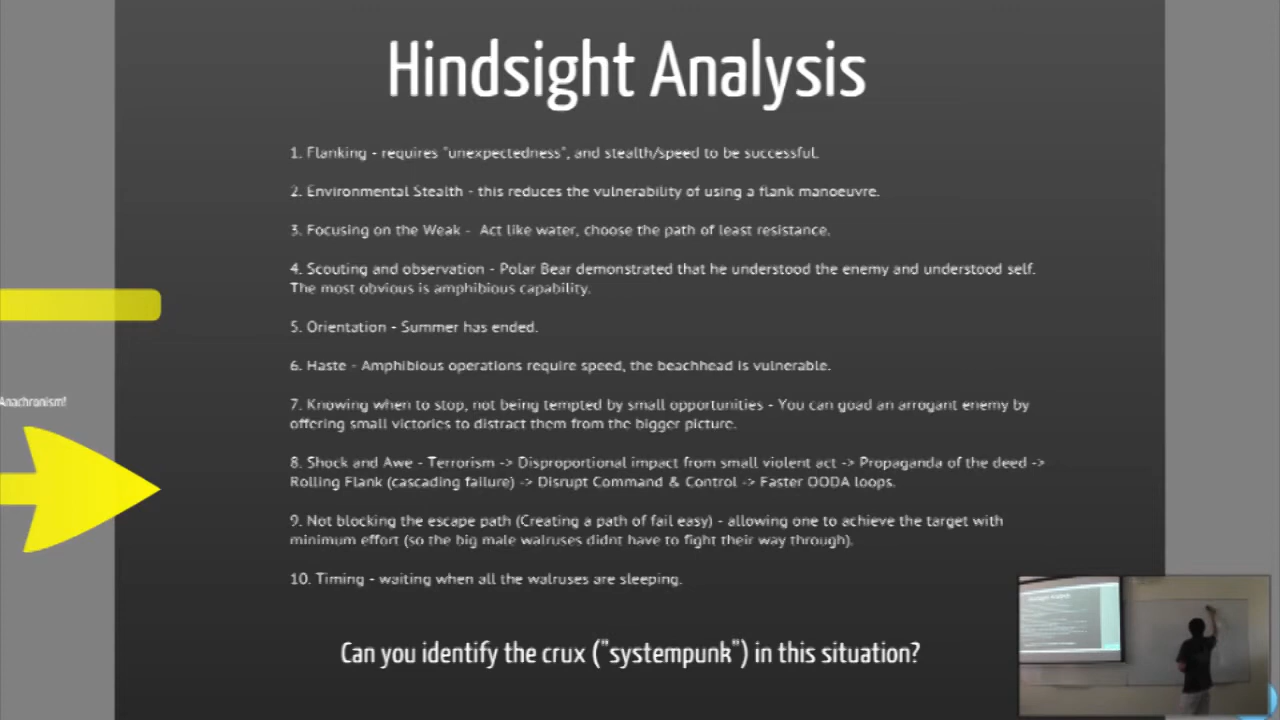 Hindsight Analysis
1. Flanking - requires "unexpectedness", and stealth/speed to be successful.
2. Environmental Stealth - this reduces the vulnerability of using a flank manoeuvre.
3. Focusing on the Weak - Act like water, choose the path of least resistance.
4. Scouting and observation - Polar Bear demonstrated that he understood the enemy and understood self.
The most obvious is amphibious capability.
5. Orientation - Summer has ended.
6. Haste - Amphibious operations require speed, the beachhead is vulnerable.
Anachronism!
7. Knowing when to stop, not being tempted by small opportunities - You can goad an arrogant enemy by
offering small victories to distract them from the bigger picture.
8. Shock and Awe - Terrorism -> Disproportional impact from small violent act -> Propaganda of the deed ->
Rolling Flank (cascading failure) -> Disrupt Command & Control -> Faster OODA loops.
9. Not blocking the escape path (Creating a path of fail easy) - allowing one to achieve the target with
minimum effort (so the big male walruses didnt have to fight their way through).
10. Timing - waiting when all the walruses are sleeping.
Can you identify the crux ("systempunk") in this situation?